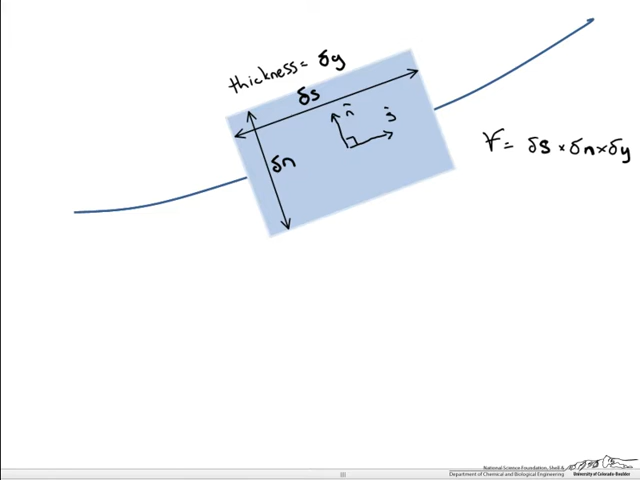 thickness = δy
δs
n̂
ŝ
δn
V = δs × δn × δy
National Science Foundation, Shell &
Department of Chemical and Biological Engineering
University of Colorado Boulder